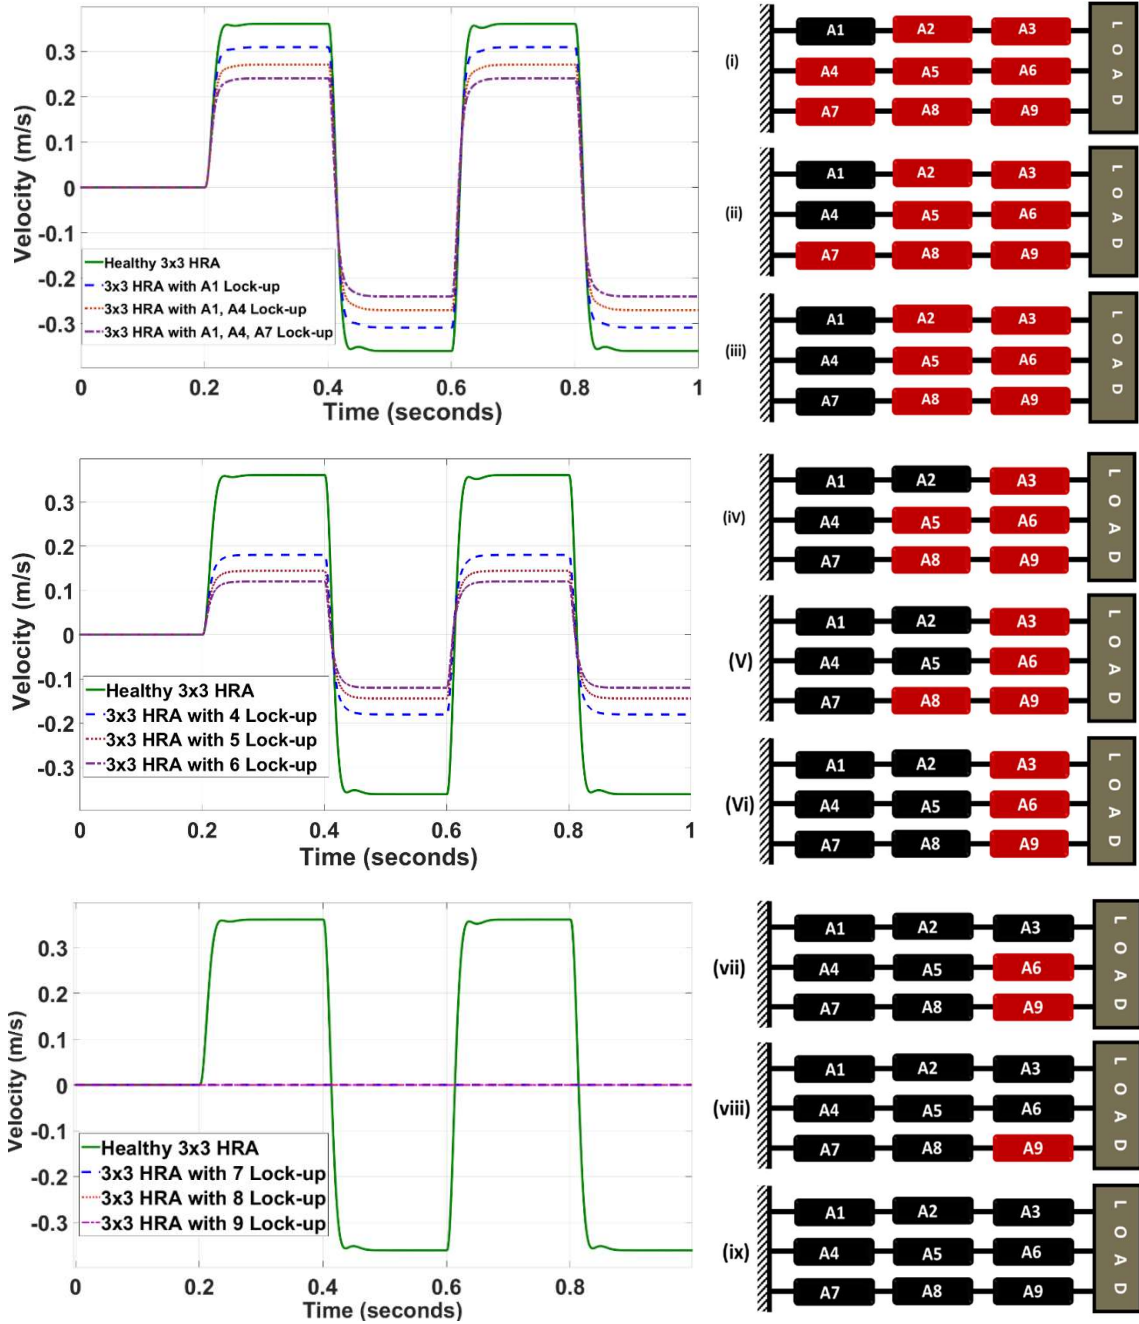 0.3
0.2
0.1
0
-0.1
-0.2
-0.3
Velocity (m/s)
Healthy 3x3 HRA
3x3 HRA with A1 Lock-up
3x3 HRA with A1, A4 Lock-up
3x3 HRA with A1, A4, A7 Lock-up
0 0.2 0.4 0.6 0.8 1
Time (seconds)
(i)
A1 A2 A3
A4 A5 A6
A7 A8 A9
LOAD
(ii)
A1 A2 A3
A4 A5 A6
A7 A8 A9
LOAD
(iii)
A1 A2 A3
A4 A5 A6
A7 A8 A9
LOAD
0.3
0.2
0.1
0
-0.1
-0.2
-0.3
Velocity (m/s)
Healthy 3x3 HRA
3x3 HRA with 4 Lock-up
3x3 HRA with 5 Lock-up
3x3 HRA with 6 Lock-up
0 0.2 0.4 0.6 0.8 1
Time (seconds)
(iV)
A1 A2 A3
A4 A5 A6
A7 A8 A9
LOAD
(V)
A1 A2 A3
A4 A5 A6
A7 A8 A9
LOAD
(Vi)
A1 A2 A3
A4 A5 A6
A7 A8 A9
LOAD
0.3
0.2
0.1
0
-0.1
-0.2
-0.3
Velocity (m/s)
Healthy 3x3 HRA
3x3 HRA with 7 Lock-up
3x3 HRA with 8 Lock-up
3x3 HRA with 9 Lock-up
0 0.2 0.4 0.6 0.8
Time (seconds)
(vii)
A1 A2 A3
A4 A5 A6
A7 A8 A9
LOAD
(viii)
A1 A2 A3
A4 A5 A6
A7 A8 A9
LOAD
(ix)
A1 A2 A3
A4 A5 A6
A7 A8 A9
LOAD